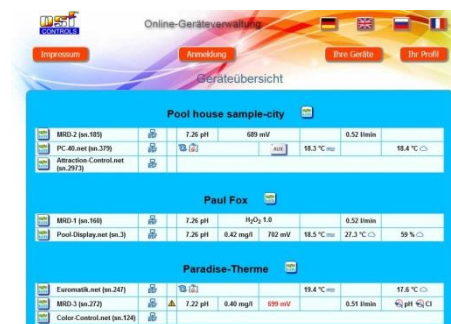 osf
CONTROLS
Online-Geräteverwaltung
Impressum
Anmeldung
Ihre Geräte
Ihr Profil
Geräteübersicht
Pool house sample-city
MRD-2 (sn.185) 7.26 pH 689 mV 0.52 l/min
PC-40.net (sn.379) AUX 18.3 °C 18.4 °C
Attraction-Control.net
(sn.2973)
Paul Fox
MRD-1 (sn.160) 7.26 pH H₂O₂ 1.0 0.52 l/min
Pool-Display.net (sn.3) 7.26 pH 0.42 mg/l 702 mV 18.5 °C 27.3 °C 59 %
Paradise-Therme
Euromatik.net (sn.247) 19.4 °C 17.6 °C
MRD-3 (sn.272) 7.22 pH 0.40 mg/l 699 mV 0.51 l/min pH Cl
Color-Control.net (sn.124)